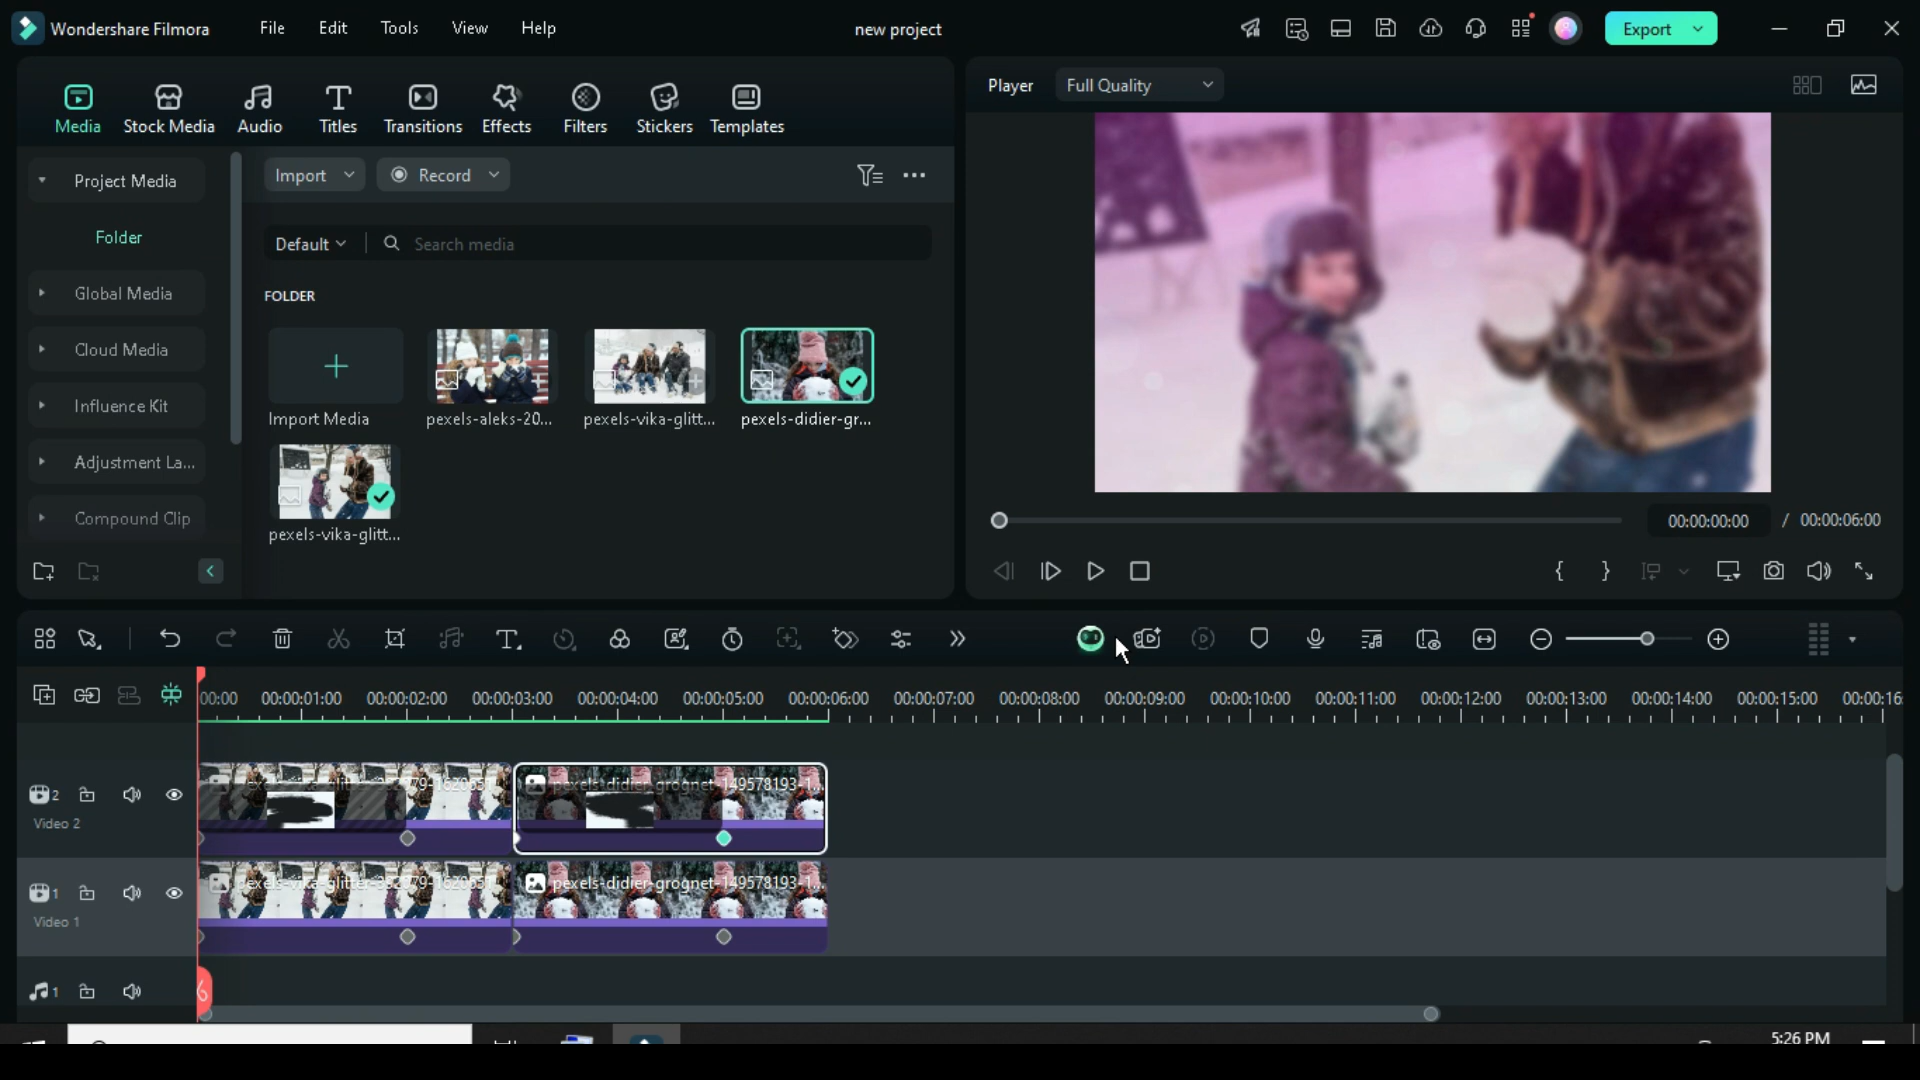 Wondershare Filmora
File Edit Tools View Help
new project
Export
Media Stock Media Audio Titles Transitions Effects Filters Stickers Templates
Player Full Quality
Project Media
Folder
Global Media
Cloud Media
Influence Kit
Adjustment La...
Compound Clip
Import Record
Default Search media
FOLDER
Import Media pexels-aleks-20... pexels-vika-glitt... pexels-didier-gr...
pexels-vika-glitt...
00:00:00:00 / 00:00:06:00
00:00 00:00:01:00 00:00:02:00 00:00:03:00 00:00:04:00 00:00:05:00 00:00:06:00 00:00:07:00 00:00:08:00 00:00:09:00 00:00:10:00 00:00:11:00 00:00:12:00 00:00:13:00 00:00:14:00 00:00:15:00 00:00:16
2 pexels-didier-grognet-149578193-1...
Video 2
1 pexels-didier-grognet-149578193-1...
Video 1
1
5:26 PM